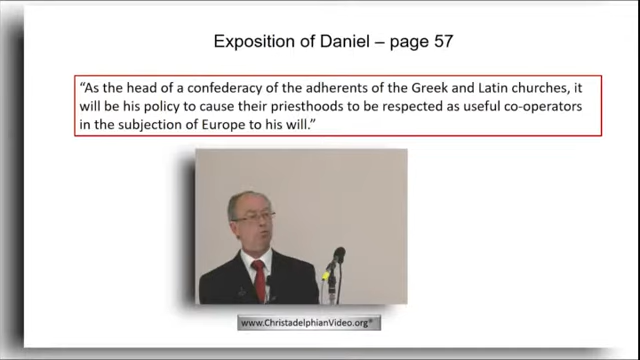 Exposition of Daniel – page 57
“As the head of a confederacy of the adherents of the Greek and Latin churches, it
will be his policy to cause their priesthoods to be respected as useful co-operators
in the subjection of Europe to his will.”
www.ChristadelphianVideo.org®